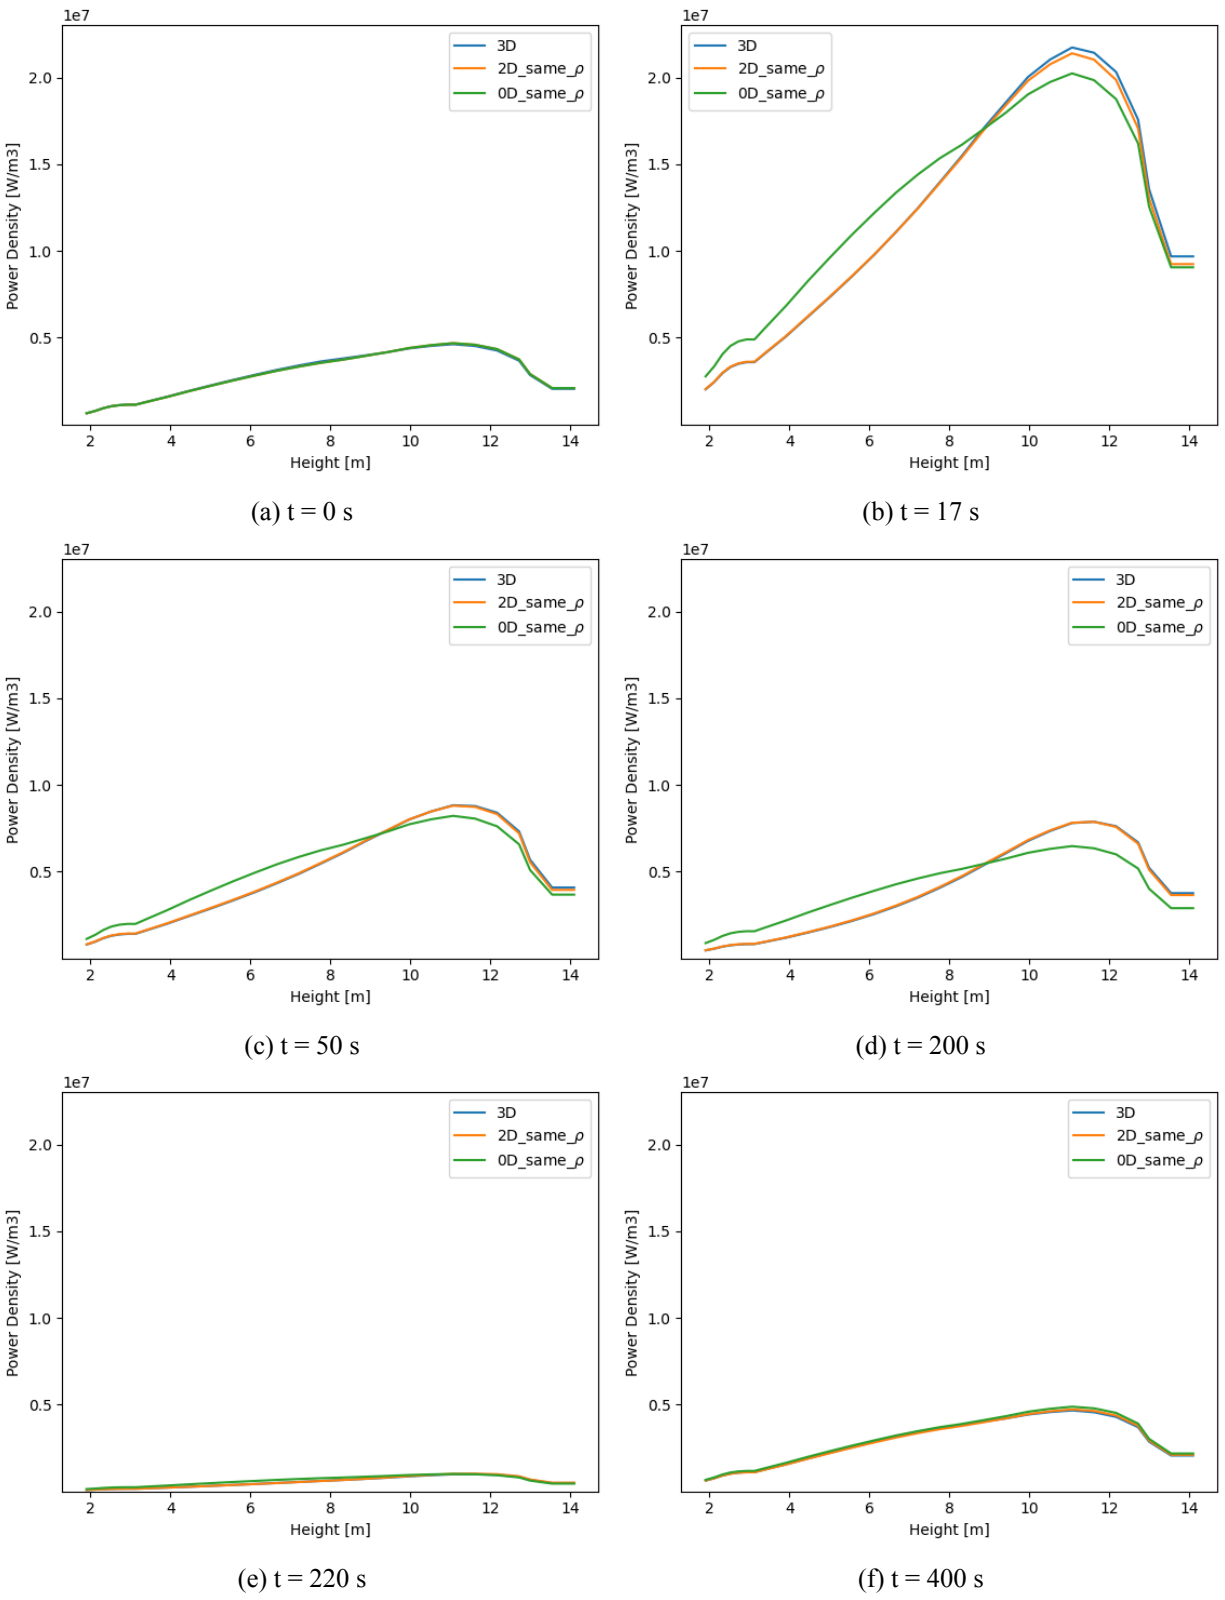 1e7
3D
2D_same_ρ
0D_same_ρ
2.0
1.5
1.0
0.5
Power Density [W/m3]
2 4 6 8 10 12 14
Height [m]
(a) t = 0 s
1e7
3D
2D_same_ρ
0D_same_ρ
2.0
1.5
1.0
0.5
Power Density [W/m3]
2 4 6 8 10 12 14
Height [m]
(b) t = 17 s
1e7
3D
2D_same_ρ
0D_same_ρ
2.0
1.5
1.0
0.5
Power Density [W/m3]
2 4 6 8 10 12 14
Height [m]
(c) t = 50 s
1e7
3D
2D_same_ρ
0D_same_ρ
2.0
1.5
1.0
0.5
Power Density [W/m3]
2 4 6 8 10 12 14
Height [m]
(d) t = 200 s
1e7
3D
2D_same_ρ
0D_same_ρ
2.0
1.5
1.0
0.5
Power Density [W/m3]
2 4 6 8 10 12 14
Height [m]
(e) t = 220 s
1e7
3D
2D_same_ρ
0D_same_ρ
2.0
1.5
1.0
0.5
Power Density [W/m3]
2 4 6 8 10 12 14
Height [m]
(f) t = 400 s